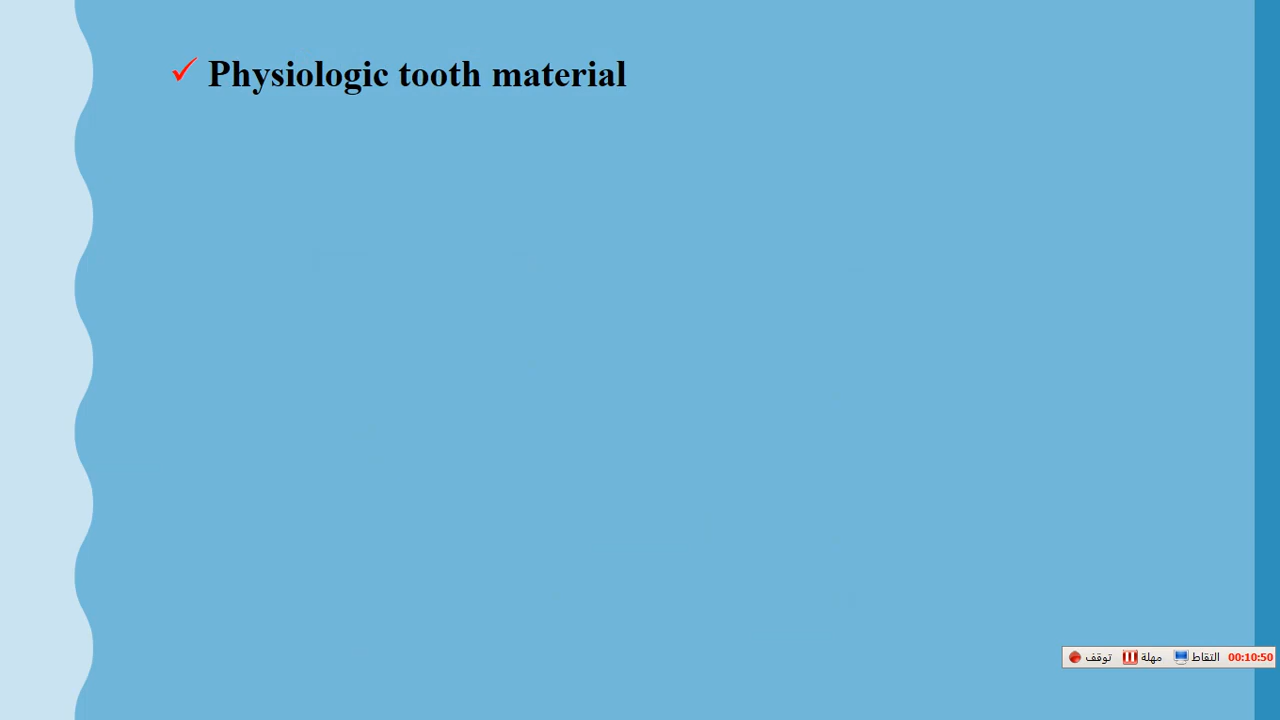 ✓ Physiologic tooth material
توقف مهلة التقاط 00:10:50